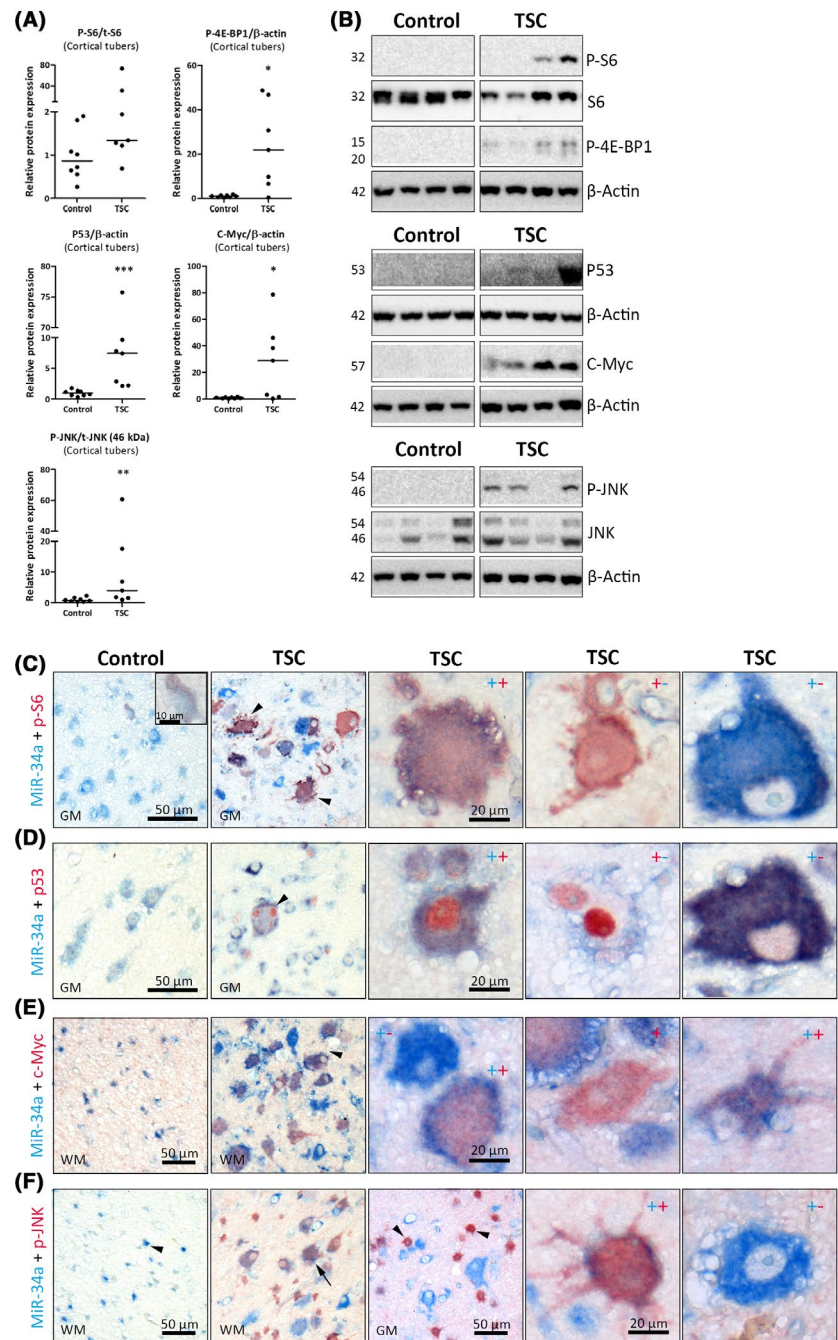 (A)
P-S6/t-S6
(Cortical tubers)
Relative protein expression
80
40
2
1
0
Control
TSC
P-4E-BP1/β-actin
(Cortical tubers)
*
Relative protein expression
60
40
20
0
Control
TSC
P53/β-actin
(Cortical tubers)
***
Relative protein expression
80
75
70
10
5
0
Control
TSC
C-Myc/β-actin
(Cortical tubers)
*
Relative protein expression
100
80
60
40
20
0
Control
TSC
P-JNK/t-JNK (46 kDa)
(Cortical tubers)
**
Relative protein expression
80
60
40
20
10
0
Control
TSC
(B)
Control TSC
32 P-S6
32 S6
15
20
P-4E-BP1
42 β-Actin
Control TSC
53 P53
42 β-Actin
57 C-Myc
42 β-Actin
Control TSC
54
46
P-JNK
54
46
JNK
42 β-Actin
Control TSC TSC TSC TSC
(C)
MiR-34a + p-S6
10 µm
GM
50 µm
GM
++
20 µm
+-
+-
(D)
MiR-34a + p53
GM
50 µm
GM
++
20 µm
+-
+-
(E)
MiR-34a + c-Myc
WM
50 µm
WM
50 µm
+-
++
20 µm
+-
++
(F)
MiR-34a + p-JNK
WM
50 µm
WM
GM
50 µm
++
20 µm
+-